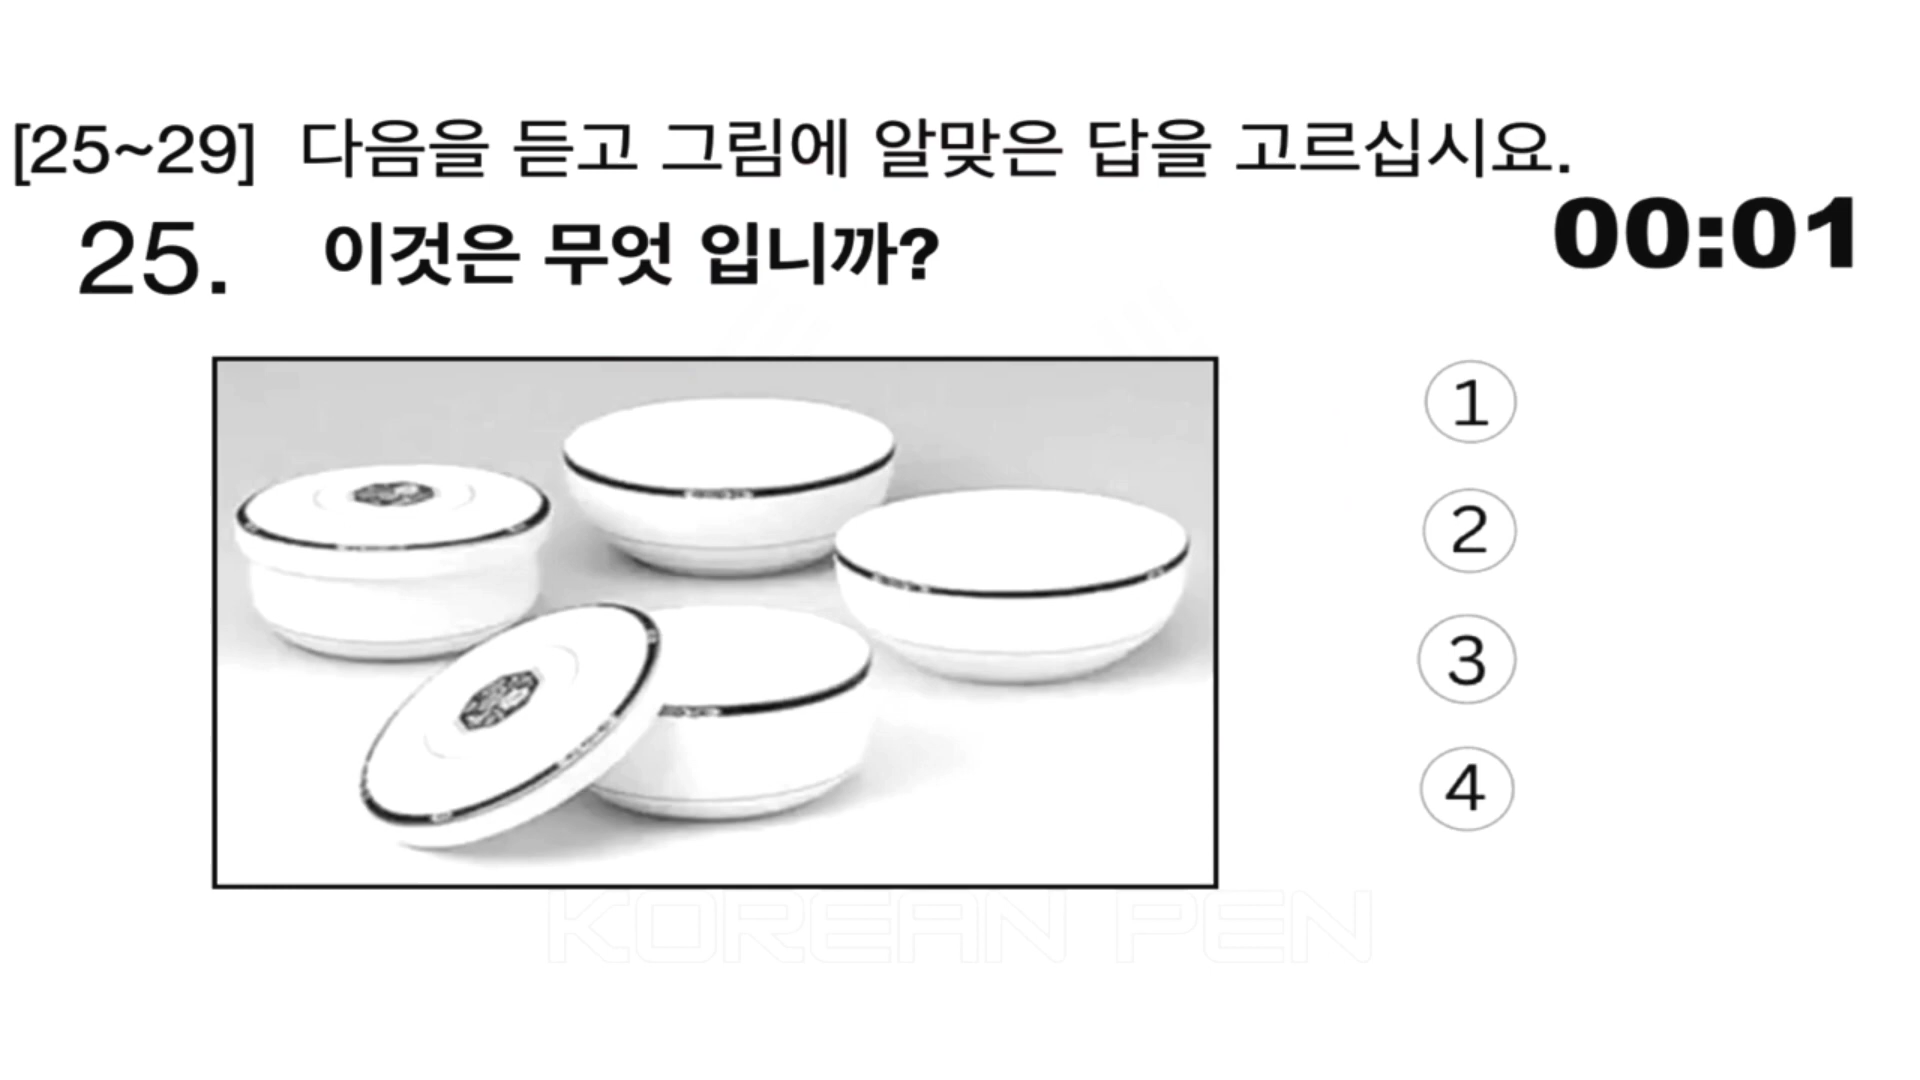 [25~29] 다음을 듣고 그림에 알맞은 답을 고르십시요.
25. 이것은 무엇 입니까?
00:01
1
2
3
4
KOREAN PEN